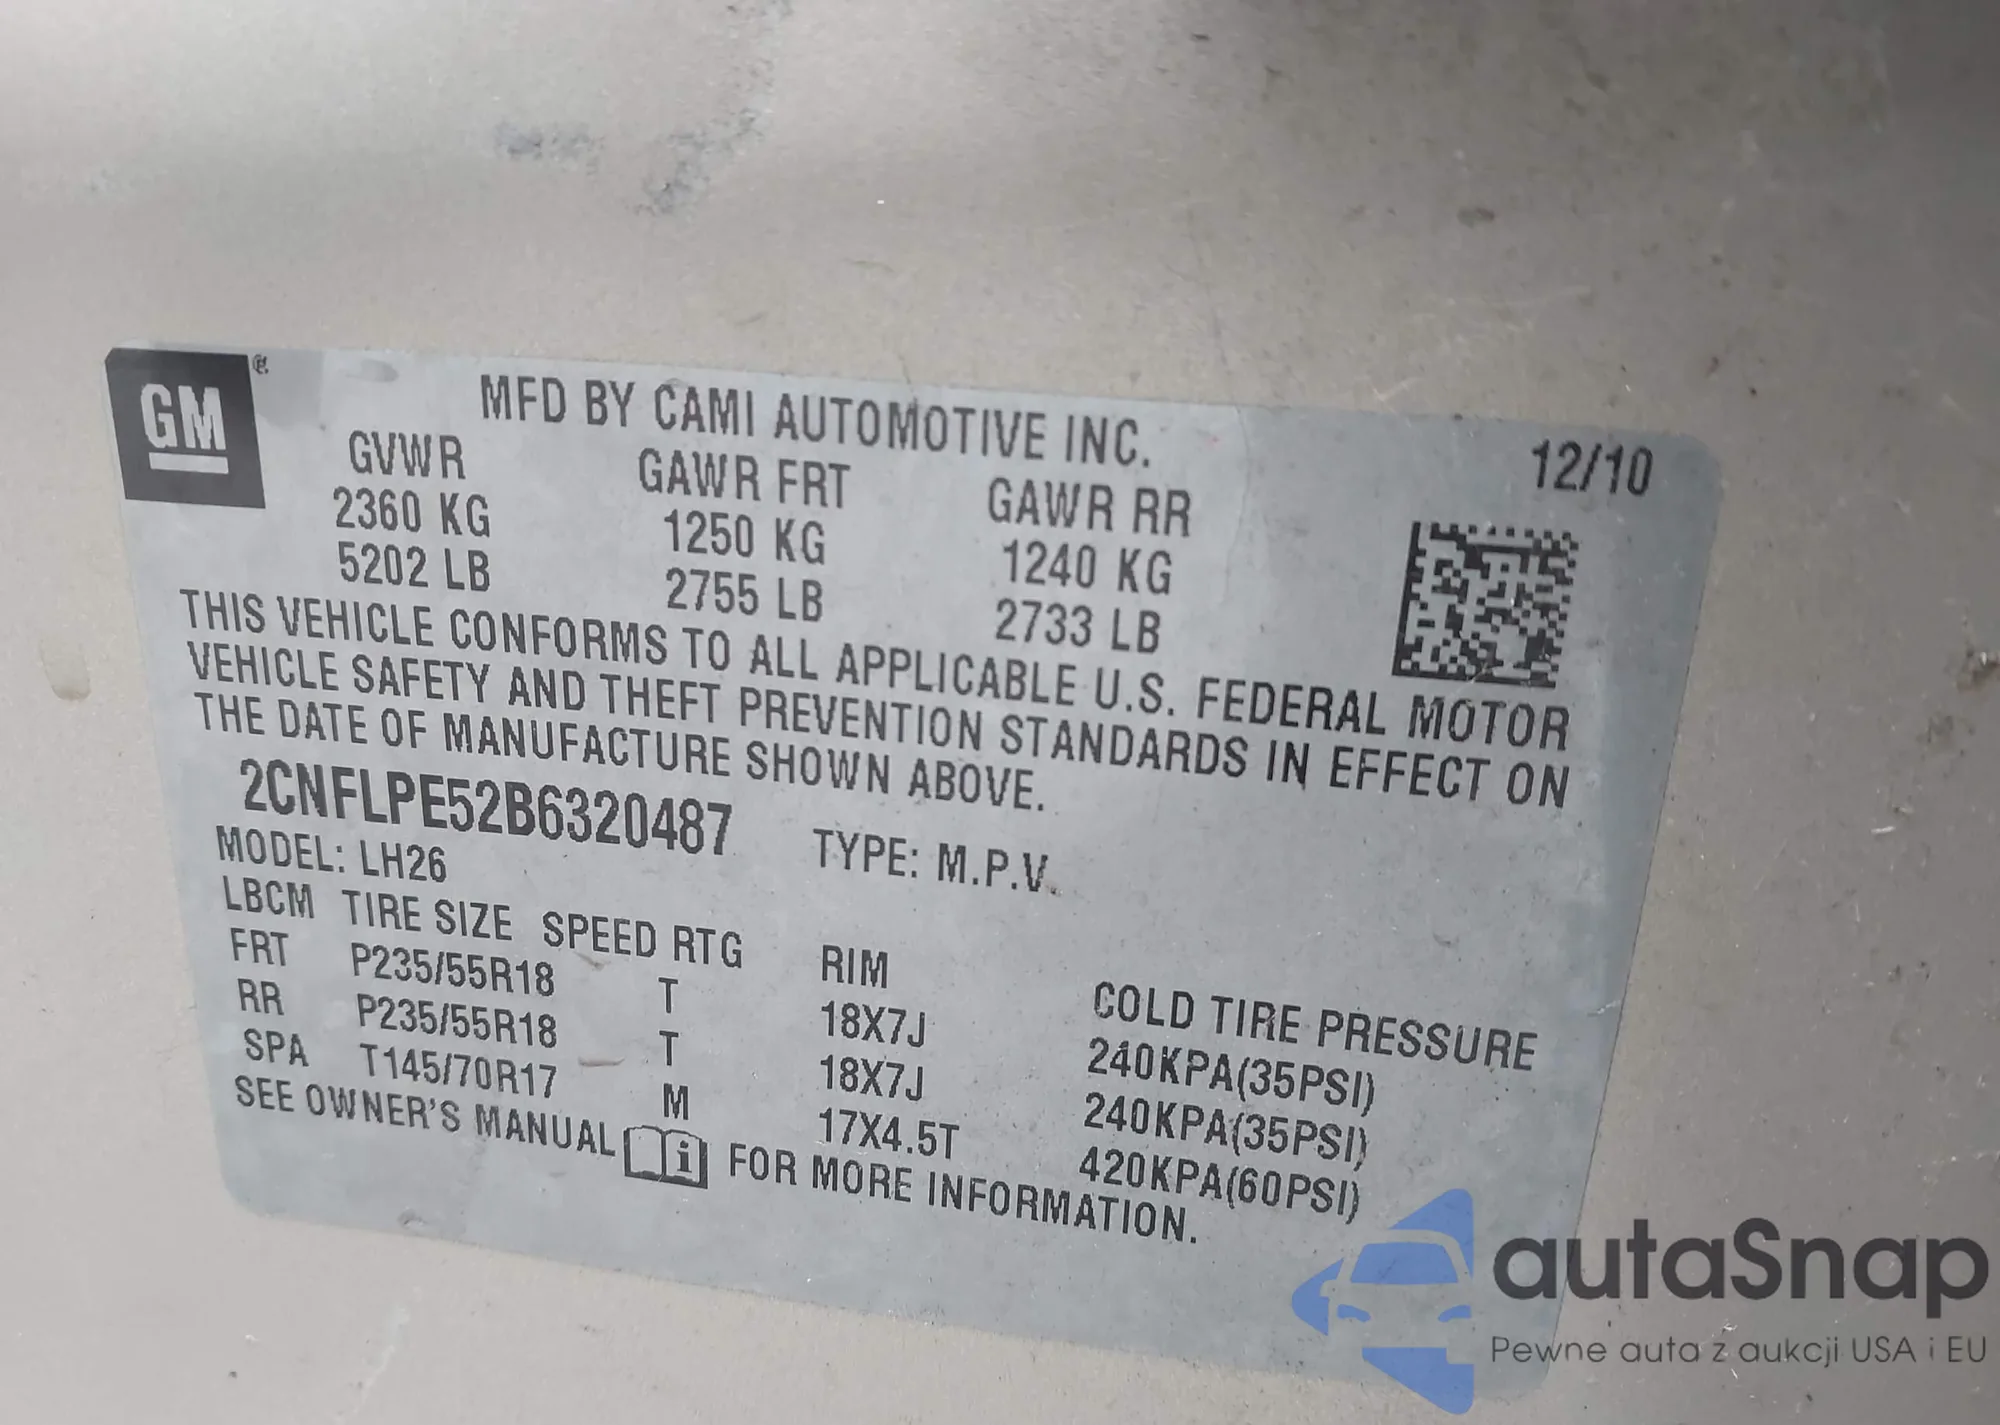 GM
MFD BY CAMI AUTOMOTIVE INC.
12/10
GVWR GAWR FRT GAWR RR
2360 KG 1250 KG 1240 KG
5202 LB 2755 LB 2733 LB
THIS VEHICLE CONFORMS TO ALL APPLICABLE U.S. FEDERAL MOTOR
VEHICLE SAFETY AND THEFT PREVENTION STANDARDS IN EFFECT ON
THE DATE OF MANUFACTURE SHOWN ABOVE.
2CNFLPE52B6320487 TYPE: M.P.V.
MODEL: LH26
LBCM TIRE SIZE SPEED RTG RIM COLD TIRE PRESSURE
FRT P235/55R18 T 18X7J 240KPA(35PSI)
RR P235/55R18 T 18X7J 240KPA(35PSI)
SPA T145/70R17 M 17X4.5T 420KPA(60PSI)
SEE OWNER'S MANUAL FOR MORE INFORMATION.
autaSnap
Pewne auta z aukcji USA i EU